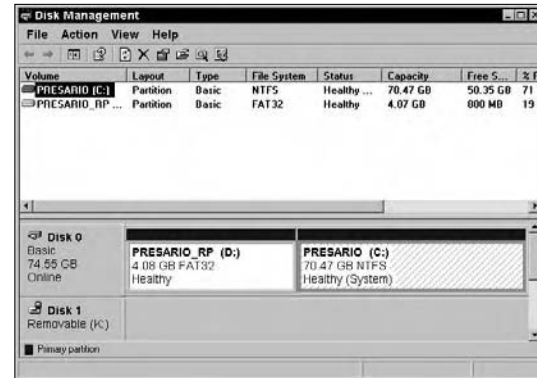 Disk Management
File Action View Help
Volume Layout Type File System Status Capacity Free S... % F
PRESARIO (C:) Partition Basic NTFS Healthy ... 70.47 GB 50.35 GB 71
PRESARIO_RP ... Partition Basic FAT32 Healthy 4.07 GB 800 MB 19
Disk 0
Basic
74.55 GB
Online
PRESARIO_RP (D:)
4.08 GB FAT32
Healthy
PRESARIO (C:)
70.47 GB NTFS
Healthy (System)
Disk 1
Removable (K:)
Primary partition